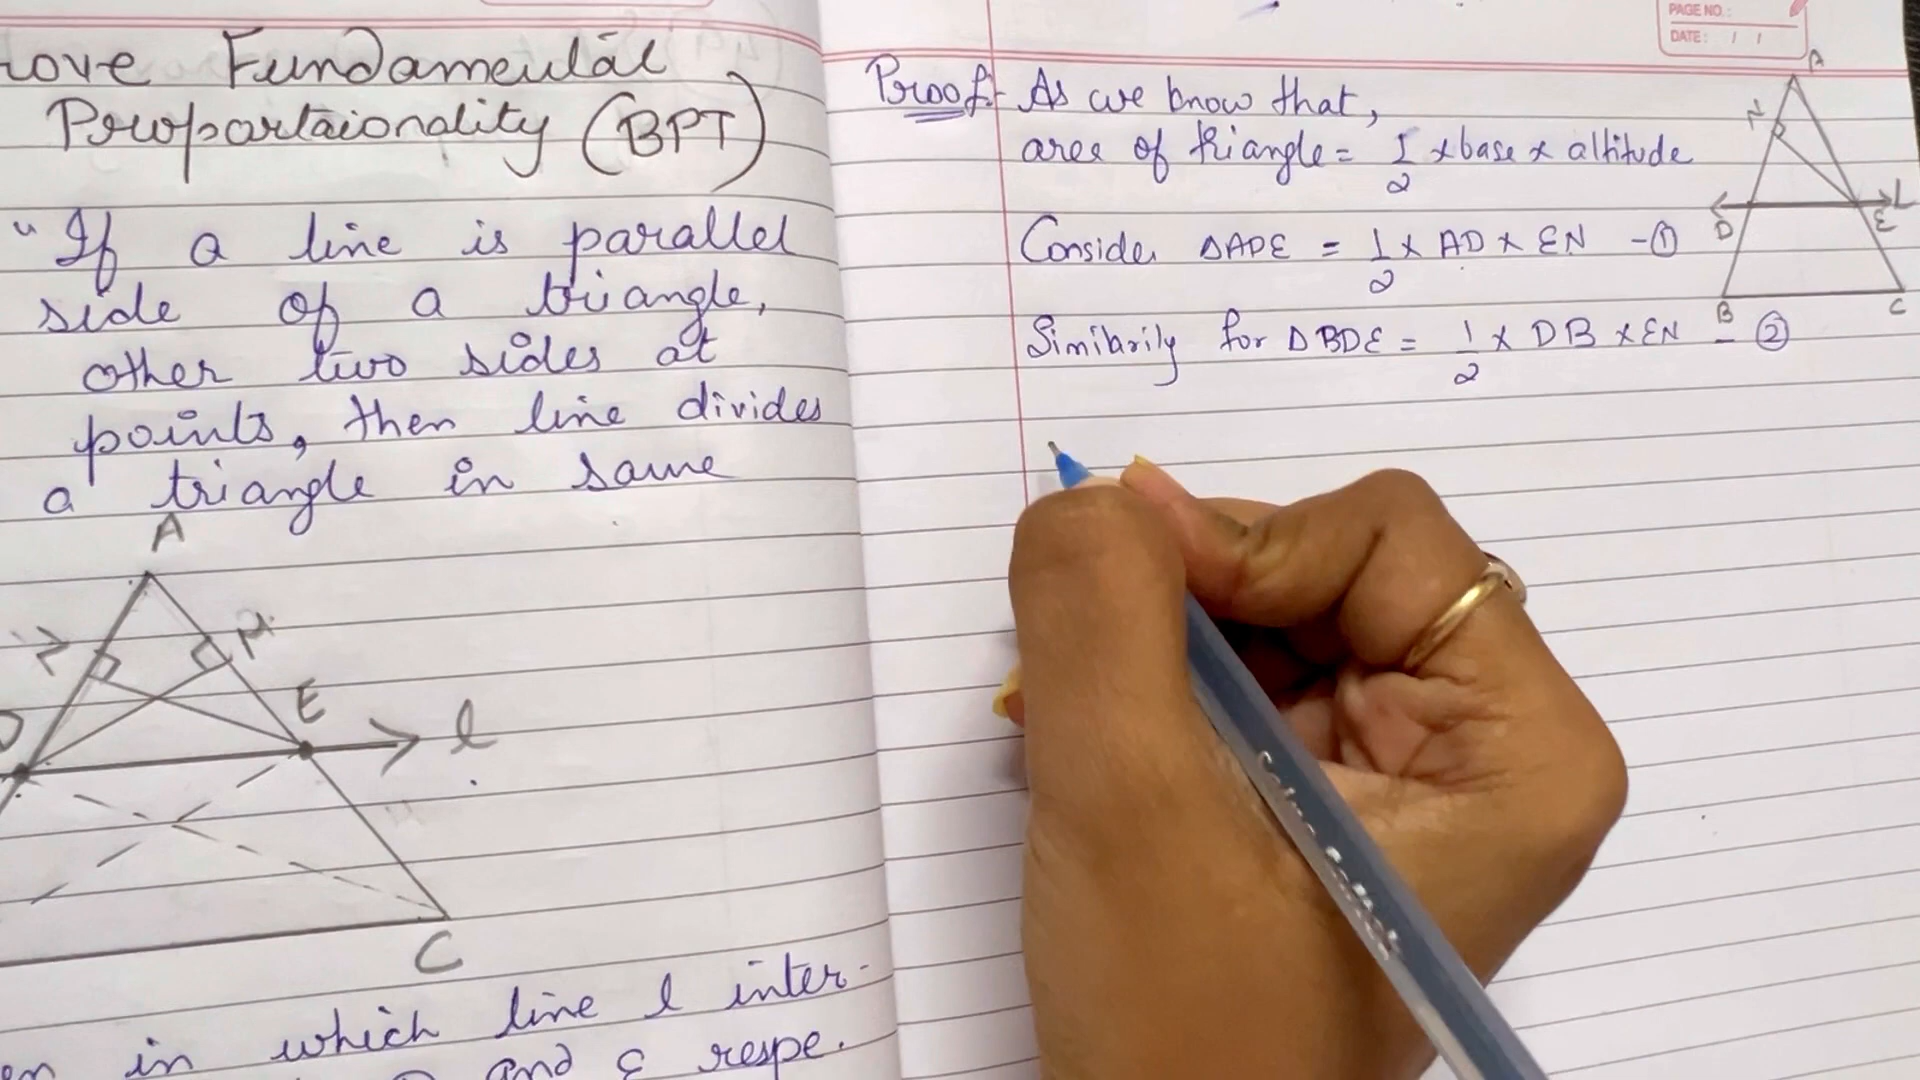 rove Fundamental
Proportaionality (BPT)
"If a line is parallel
side of a triangle,
other two sides at
points, then line divides
a triangle in same
A
N
M
D
E
l
C
in which line l inter-
and E respe.
PAGE NO.:
DATE: / /
Proof:- As we know that,
area of triangle = 1/2 x base x altitude
Consider ΔADE = 1/2 x AD x EN - ①
Similarily for ΔBDE = 1/2 x DB x EN - ②
A
N
D
E
L
B
C